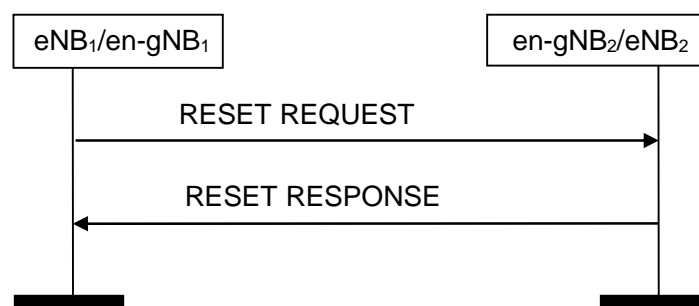 eNB₁/en-gNB₁
en-gNB₂/eNB₂
RESET REQUEST
RESET RESPONSE